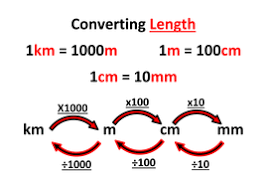 Converting Length
1km = 1000m 1m = 100cm
1cm = 10mm
X1000 x100 x10
km m cm mm
÷1000 ÷100 ÷10